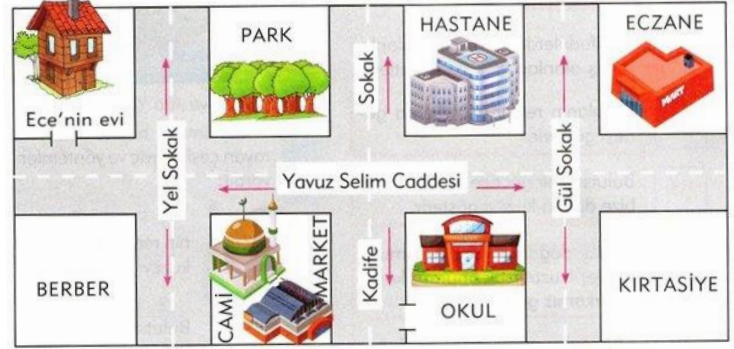 PARK
HASTANE
ECZANE
Ece'nin evi
Yel Sokak
Kadife Sokak
Gül Sokak
Yavuz Selim Caddesi
MART
BERBER
CAMİ
MARKET
OKUL
KIRTASİYE